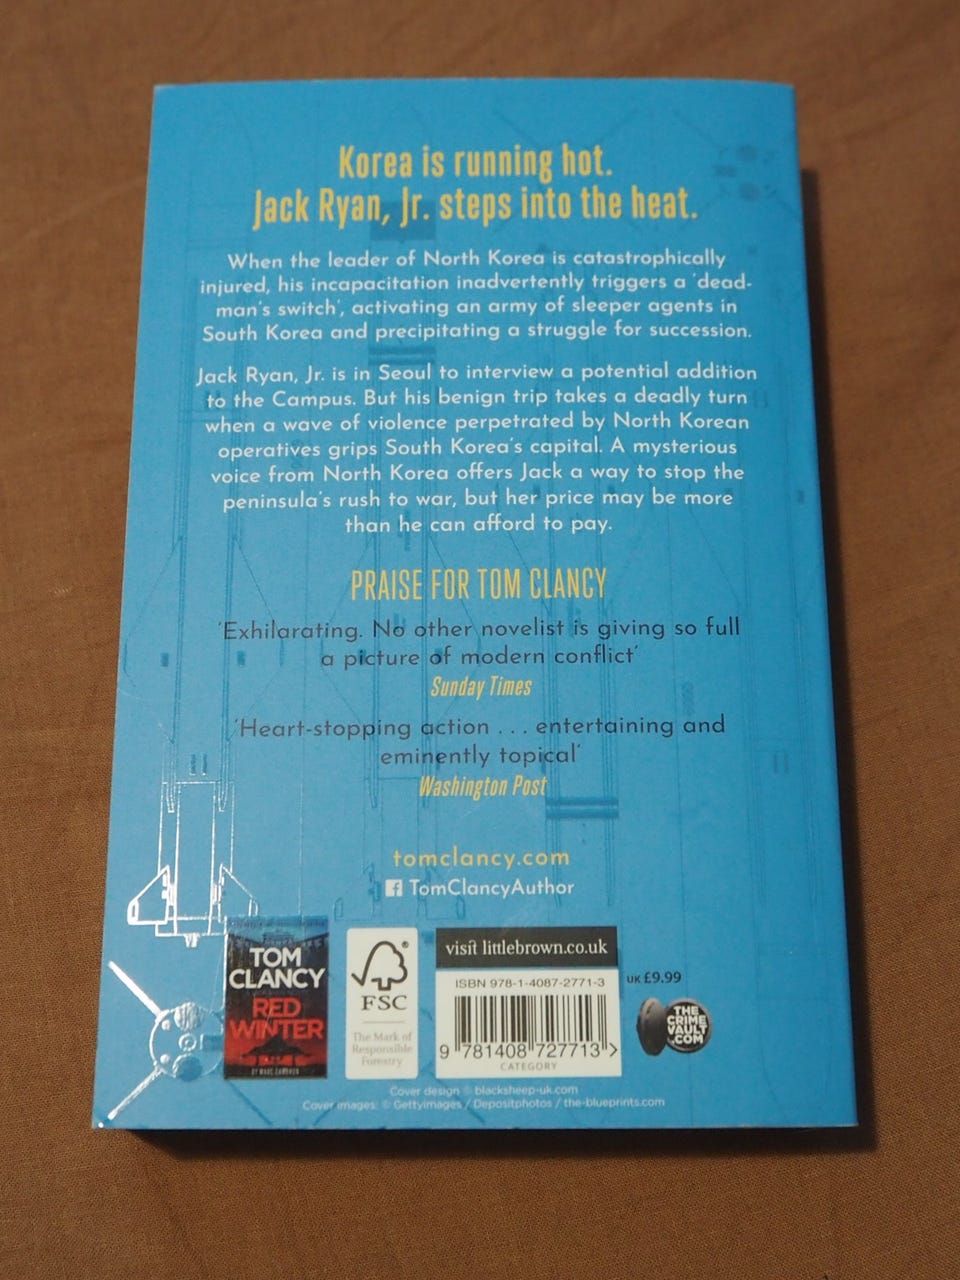 Korea is running hot.
Jack Ryan, Jr. steps into the heat.
When the leader of North Korea is catastrophically
injured, his incapacitation inadvertently triggers a ‘dead-
man’s switch’, activating an army of sleeper agents in
South Korea and precipitating a struggle for succession.
Jack Ryan, Jr. is in Seoul to interview a potential addition
to the Campus. But his benign trip takes a deadly turn
when a wave of violence perpetrated by North Korean
operatives grips South Korea’s capital. A mysterious
voice from North Korea offers Jack a way to stop the
peninsula’s rush to war, but her price may be more
than he can afford to pay.
PRAISE FOR TOM CLANCY
‘Exhilarating. No other novelist is giving so full
a picture of modern conflict’
Sunday Times
‘Heart-stopping action . . . entertaining and
eminently topical’
Washington Post
tomclancy.com
f TomClancyAuthor
TOM
CLANCY
RED
WINTER
BY MARC CAMERON
FSC
The Mark of
Responsible
Forestry
visit littlebrown.co.uk
ISBN 978-1-4087-2771-3
9 781408 727713 >
CATEGORY
UK £9.99
THE
CRIME
VAULT
.COM
Cover design © blacksheep-uk.com
Cover images: © Gettyimages / Depositphotos / the-blueprints.com